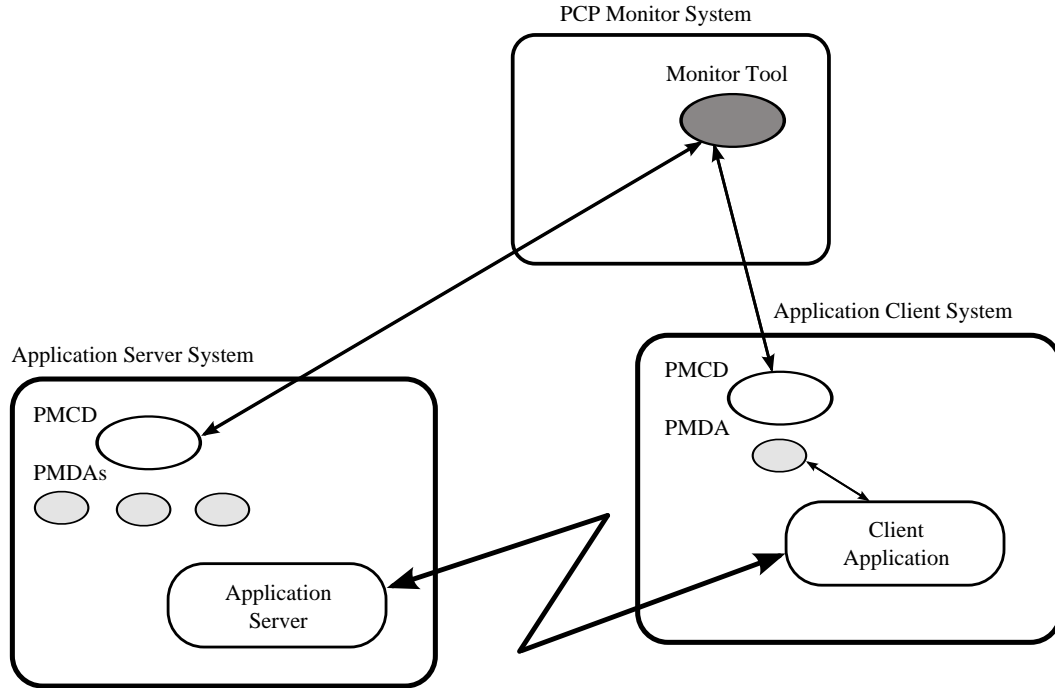 PCP Monitor System
Monitor Tool
Application Client System
Application Server System
PMCD
PMDA
PMCD
PMDAs
Client
Application
Application
Server